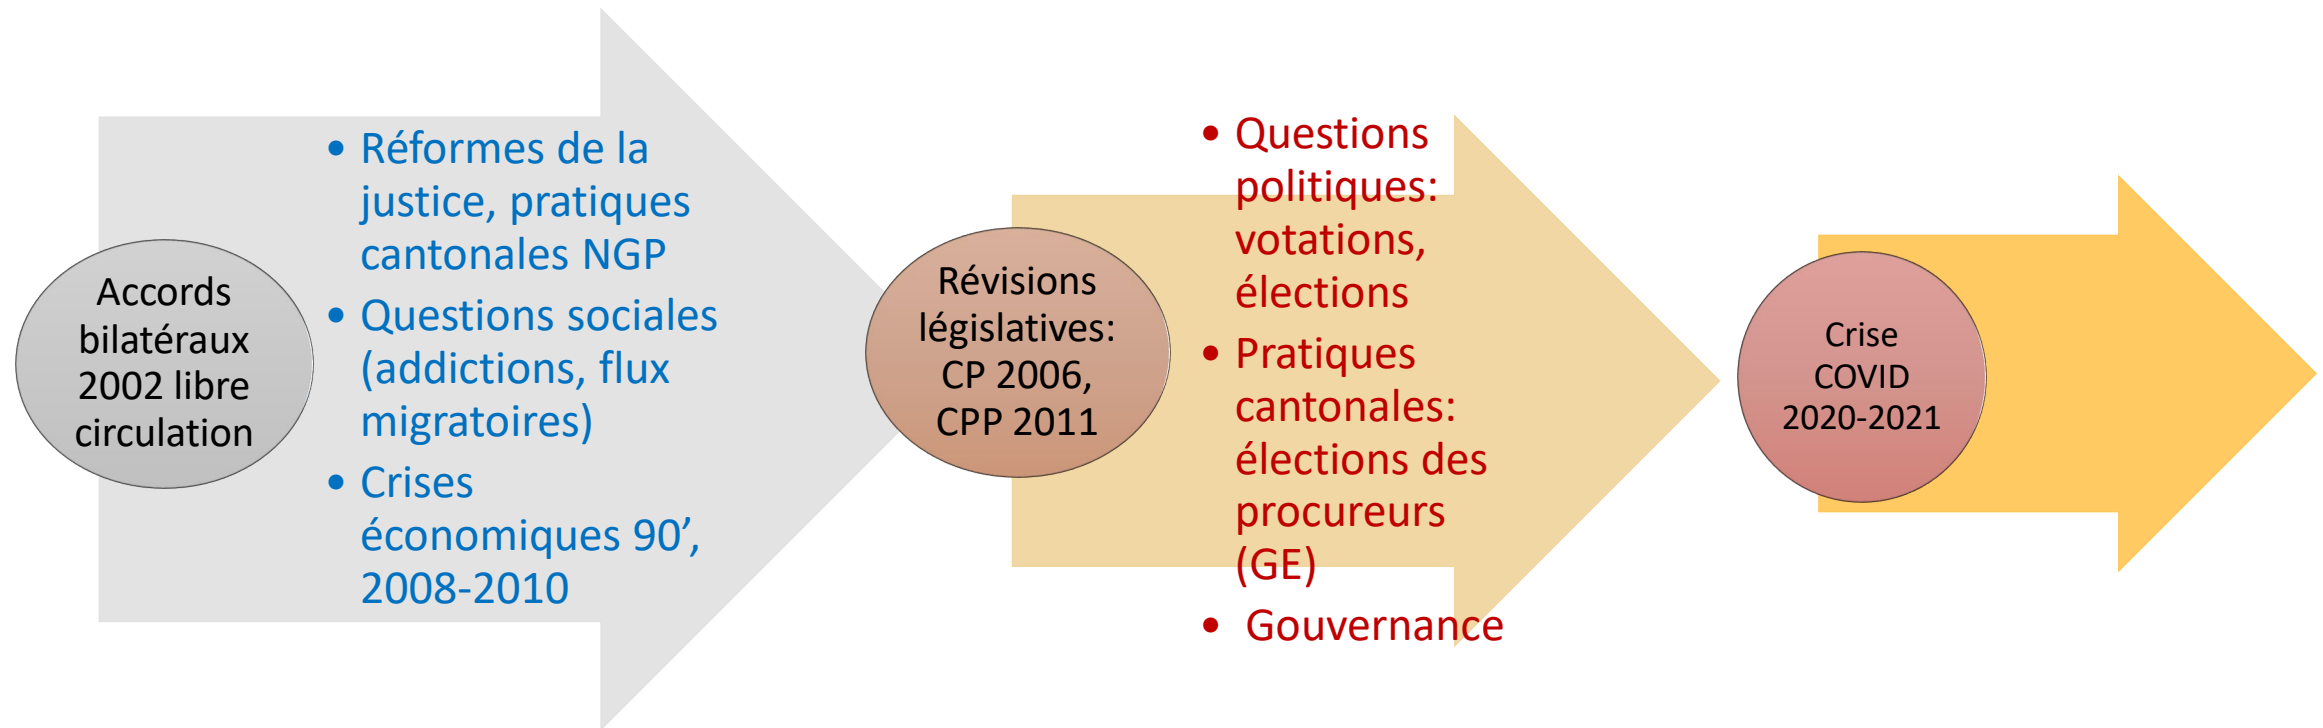 Accords
bilatéraux
2002 libre
circulation
• Réformes de la
justice, pratiques
cantonales NGP
• Questions sociales
(addictions, flux
migratoires)
• Crises
économiques 90’,
2008-2010
Révisions
législatives:
CP 2006,
CPP 2011
• Questions
politiques:
votations,
élections
• Pratiques
cantonales:
élections des
procureurs
(GE)
• Gouvernance
Crise
COVID
2020-2021